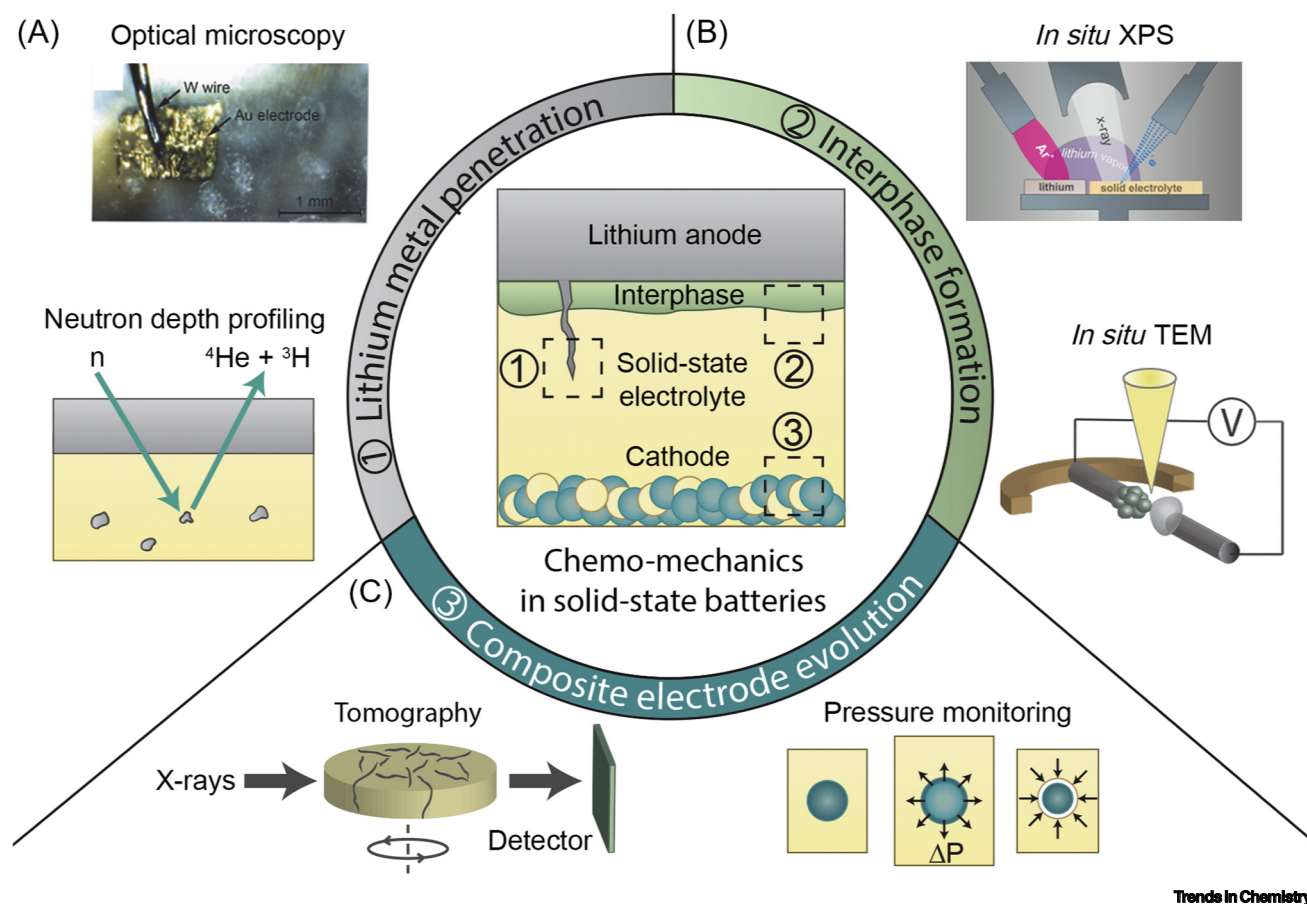 (A)
Optical microscopy
W wire
Au electrode
1 mm
Neutron depth profiling
n
⁴He + ³H
① Lithium metal penetration
(B)
② Interphase formation
In situ XPS
Ar⁺
lithium vapor
x-ray
e⁻
lithium
solid electrolyte
In situ TEM
V
Lithium anode
Interphase
①
Solid-state
electrolyte
②
③
Cathode
Chemo-mechanics
in solid-state batteries
(C)
③ Composite electrode evolution
Tomography
X-rays
Detector
Pressure monitoring
ΔP
Trends in Chemistry